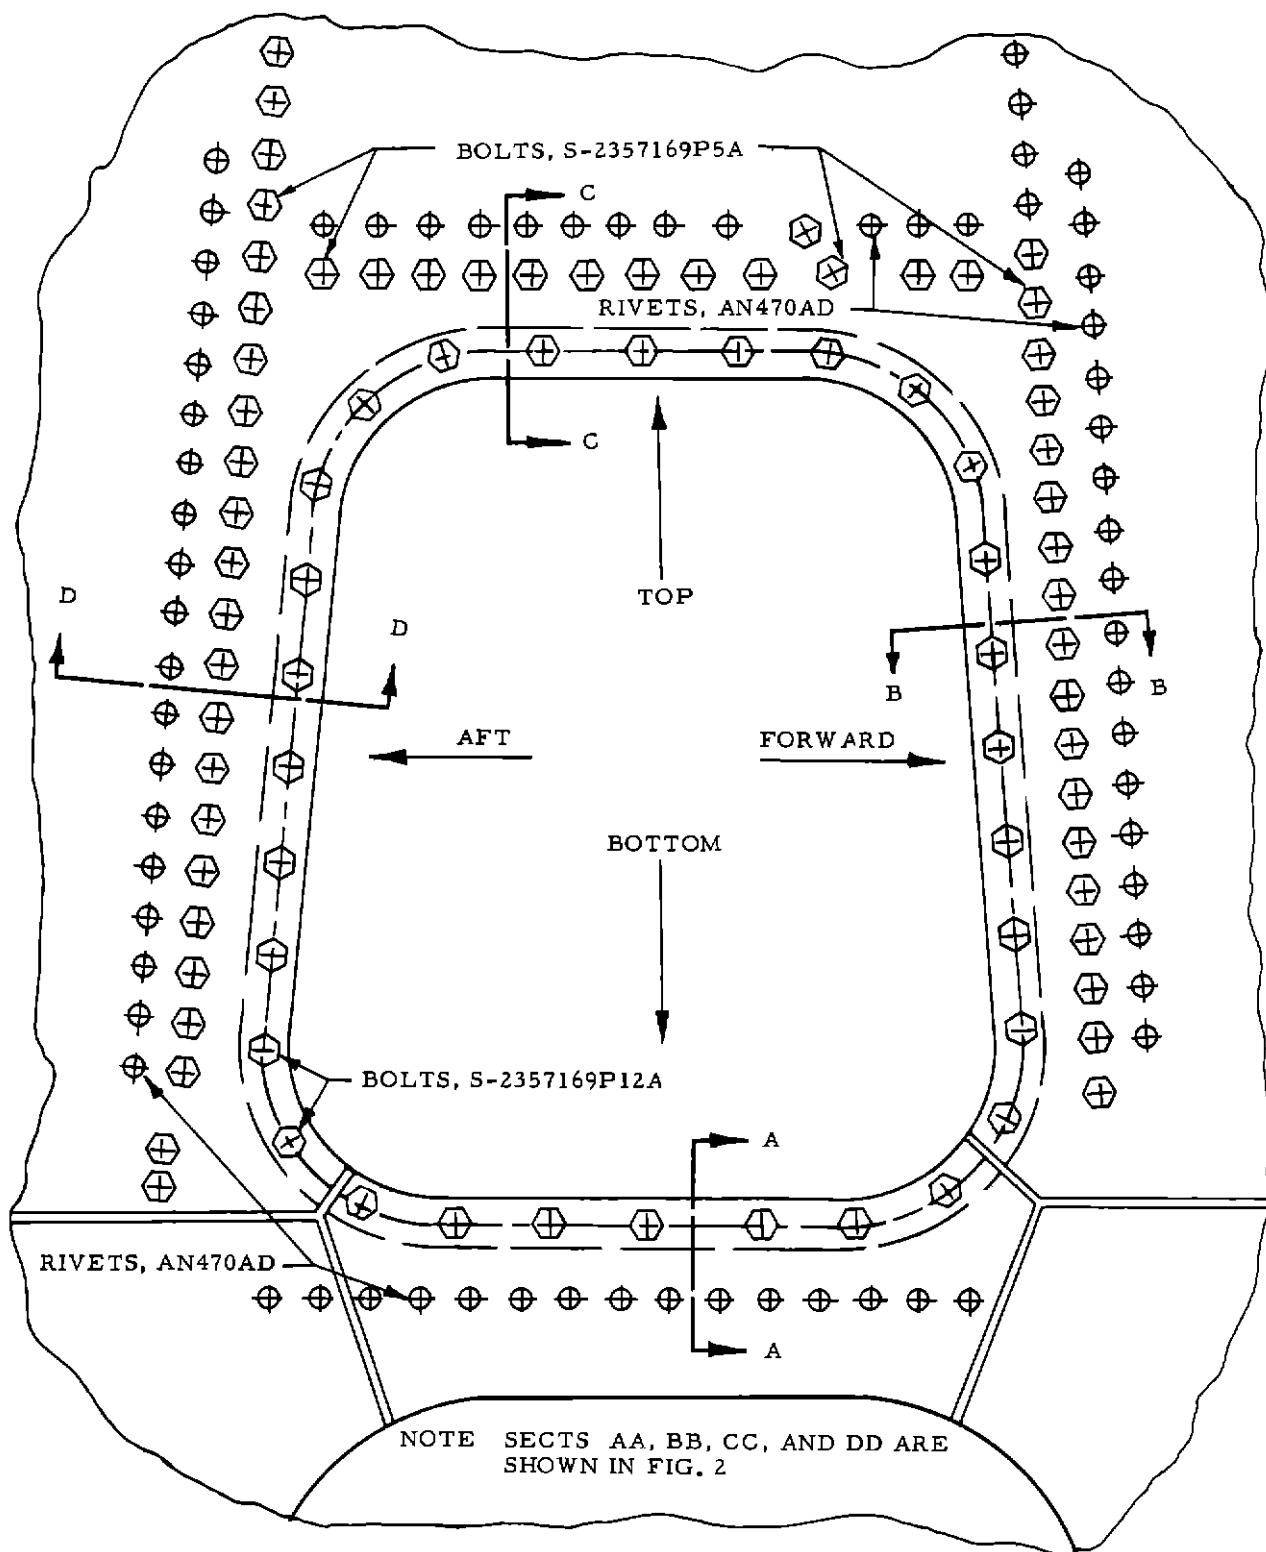 BOLTS, S-2357169P5A
C
RIVETS, AN470AD
C
TOP
D
D
B
B
AFT
FORWARD
BOTTOM
BOLTS, S-2357169P12A
A
RIVETS, AN470AD
A
NOTE SECTS AA, BB, CC, AND DD ARE
SHOWN IN FIG. 2